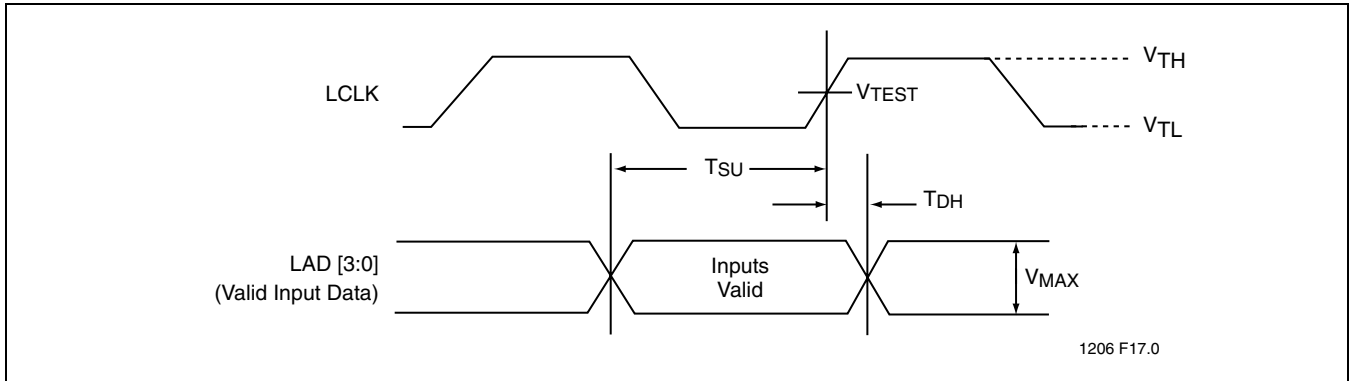 LCLK
VTEST
VTH
VTL
TSU
TDH
LAD [3:0]
(Valid Input Data)
Inputs
Valid
VMAX
1206 F17.0